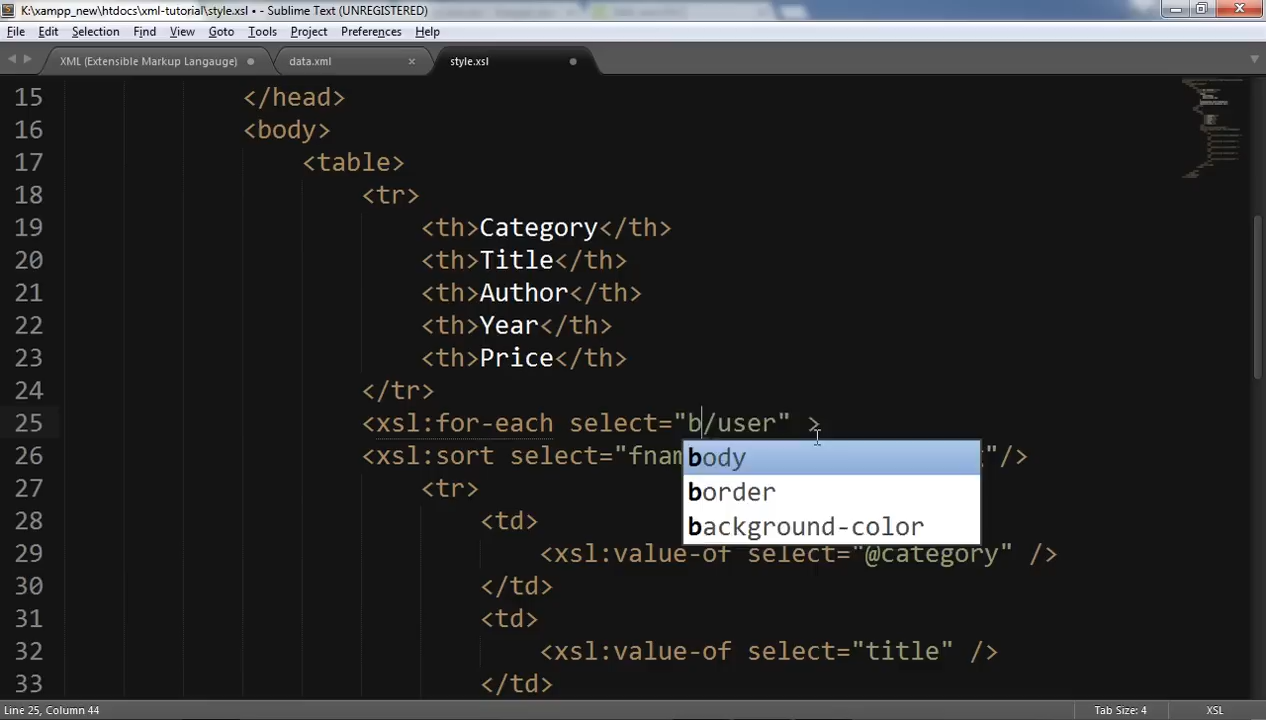 K:\xampp_new\htdocs\xml-tutorial\style.xsl • - Sublime Text (UNREGISTERED)
File Edit Selection Find View Goto Tools Project Preferences Help
XML (Extensible Markup Langauge) data.xml × style.xsl
15 </head>
16 <body>
17 <table>
18 <tr>
19 <th>Category</th>
20 <th>Title</th>
21 <th>Author</th>
22 <th>Year</th>
23 <th>Price</th>
24 </tr>
25 <xsl:for-each select="b/user" >
26 <xsl:sort select="fnam "/>
body
27 <tr>
border
28 <td>
background-color
29 <xsl:value-of select="@category" />
30 </td>
31 <td>
32 <xsl:value-of select="title" />
33 </td>
Line 25, Column 44 Tab Size: 4 XSL